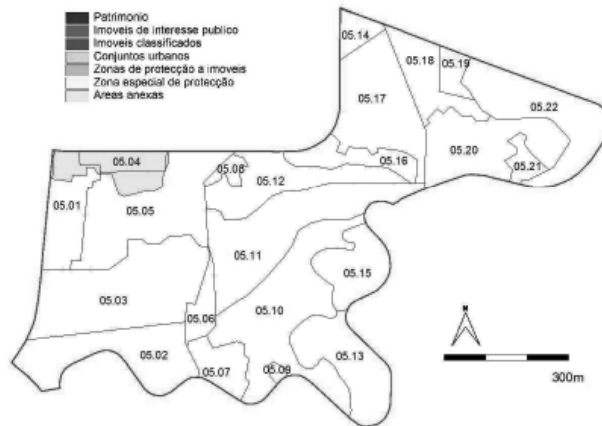 Patrimonio
Imoveis de interesse publico
Imoveis classificados
Conjuntos urbanos
Zonas de protecção a imoveis
Zona especial de protecção
Areas anexas
05.14
05.18
05.19
05.17
05.22
05.04
05.08
05.16
05.20
05.21
05.12
05.01
05.05
05.11
05.15
05.03
05.10
05.06
05.02
05.13
05.07
05.09
300m